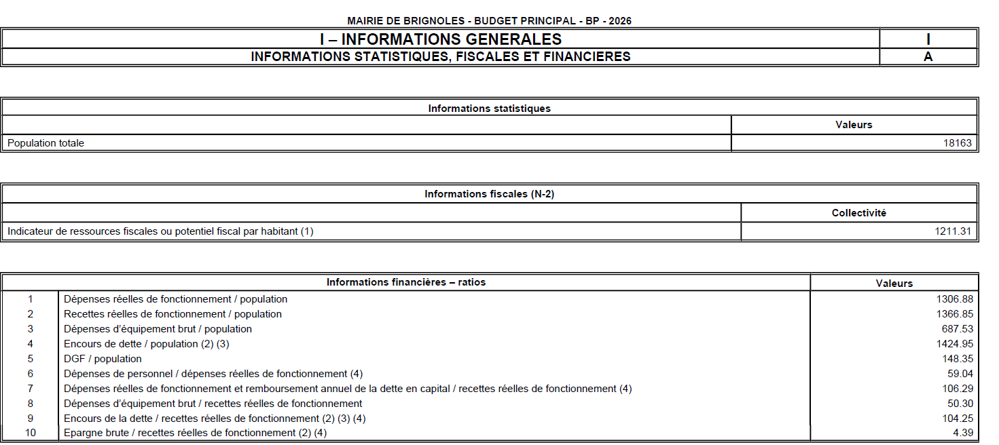 MAIRIE DE BRIGNOLES - BUDGET PRINCIPAL - BP - 2026
I – INFORMATIONS GENERALES I
INFORMATIONS STATISTIQUES, FISCALES ET FINANCIERES A
Informations statistiques
Valeurs
Population totale 18163
Informations fiscales (N-2)
Collectivité
Indicateur de ressources fiscales ou potentiel fiscal par habitant (1) 1211.31
Informations financières – ratios Valeurs
1 Dépenses réelles de fonctionnement / population 1306.88
2 Recettes réelles de fonctionnement / population 1366.85
3 Dépenses d’équipement brut / population 687.53
4 Encours de dette / population (2) (3) 1424.95
5 DGF / population 148.35
6 Dépenses de personnel / dépenses réelles de fonctionnement (4) 59.04
7 Dépenses réelles de fonctionnement et remboursement annuel de la dette en capital / recettes réelles de fonctionnement (4) 106.29
8 Dépenses d’équipement brut / recettes réelles de fonctionnement 50.30
9 Encours de la dette / recettes réelles de fonctionnement (2) (3) (4) 104.25
10 Epargne brute / recettes réelles de fonctionnement (2) (4) 4.39